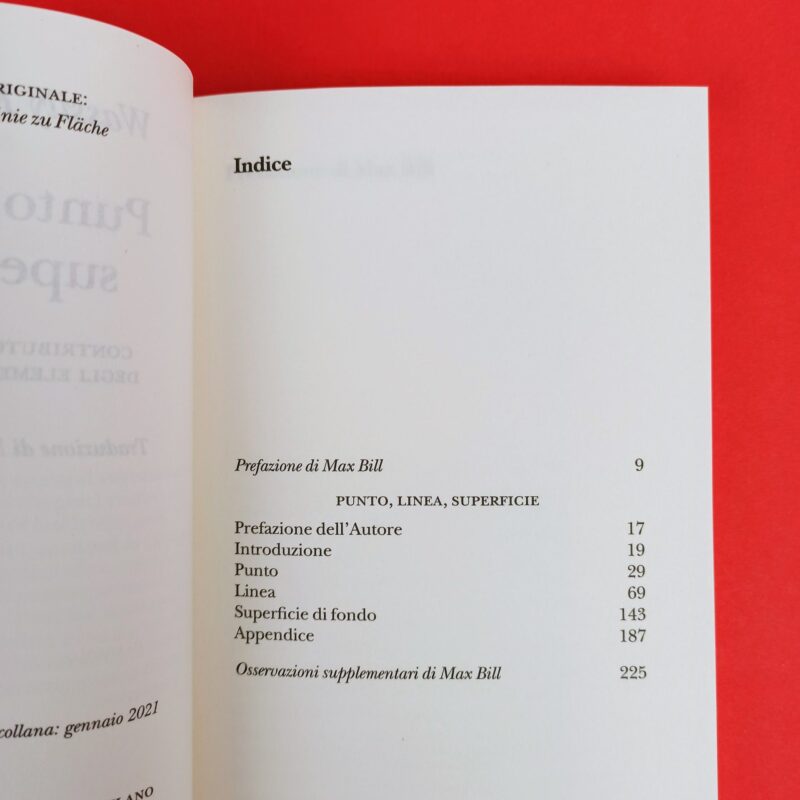 RIGINALE:
nie zu Fläche
collana: gennaio 2021
LANO
Indice
Prefazione di Max Bill 9
PUNTO, LINEA, SUPERFICIE
Prefazione dell’Autore 17
Introduzione 19
Punto 29
Linea 69
Superficie di fondo 143
Appendice 187
Osservazioni supplementari di Max Bill 225